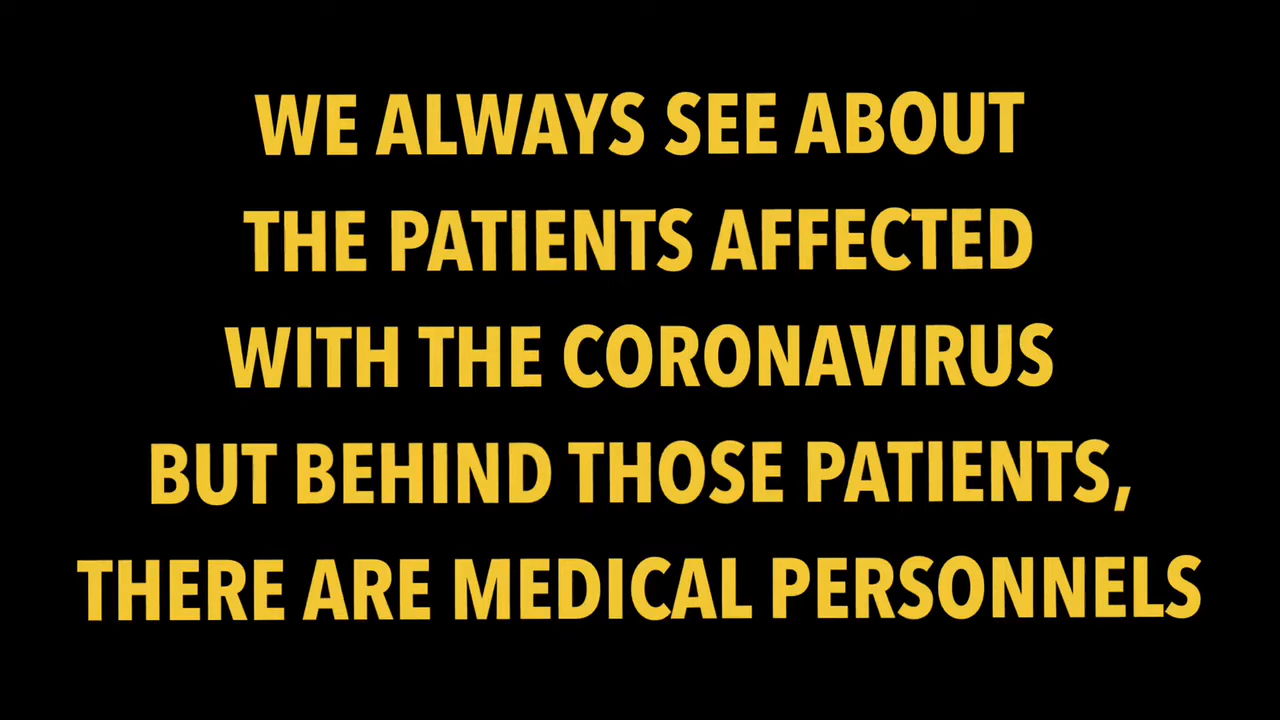 WE ALWAYS SEE ABOUT
THE PATIENTS AFFECTED
WITH THE CORONAVIRUS
BUT BEHIND THOSE PATIENTS,
THERE ARE MEDICAL PERSONNELS